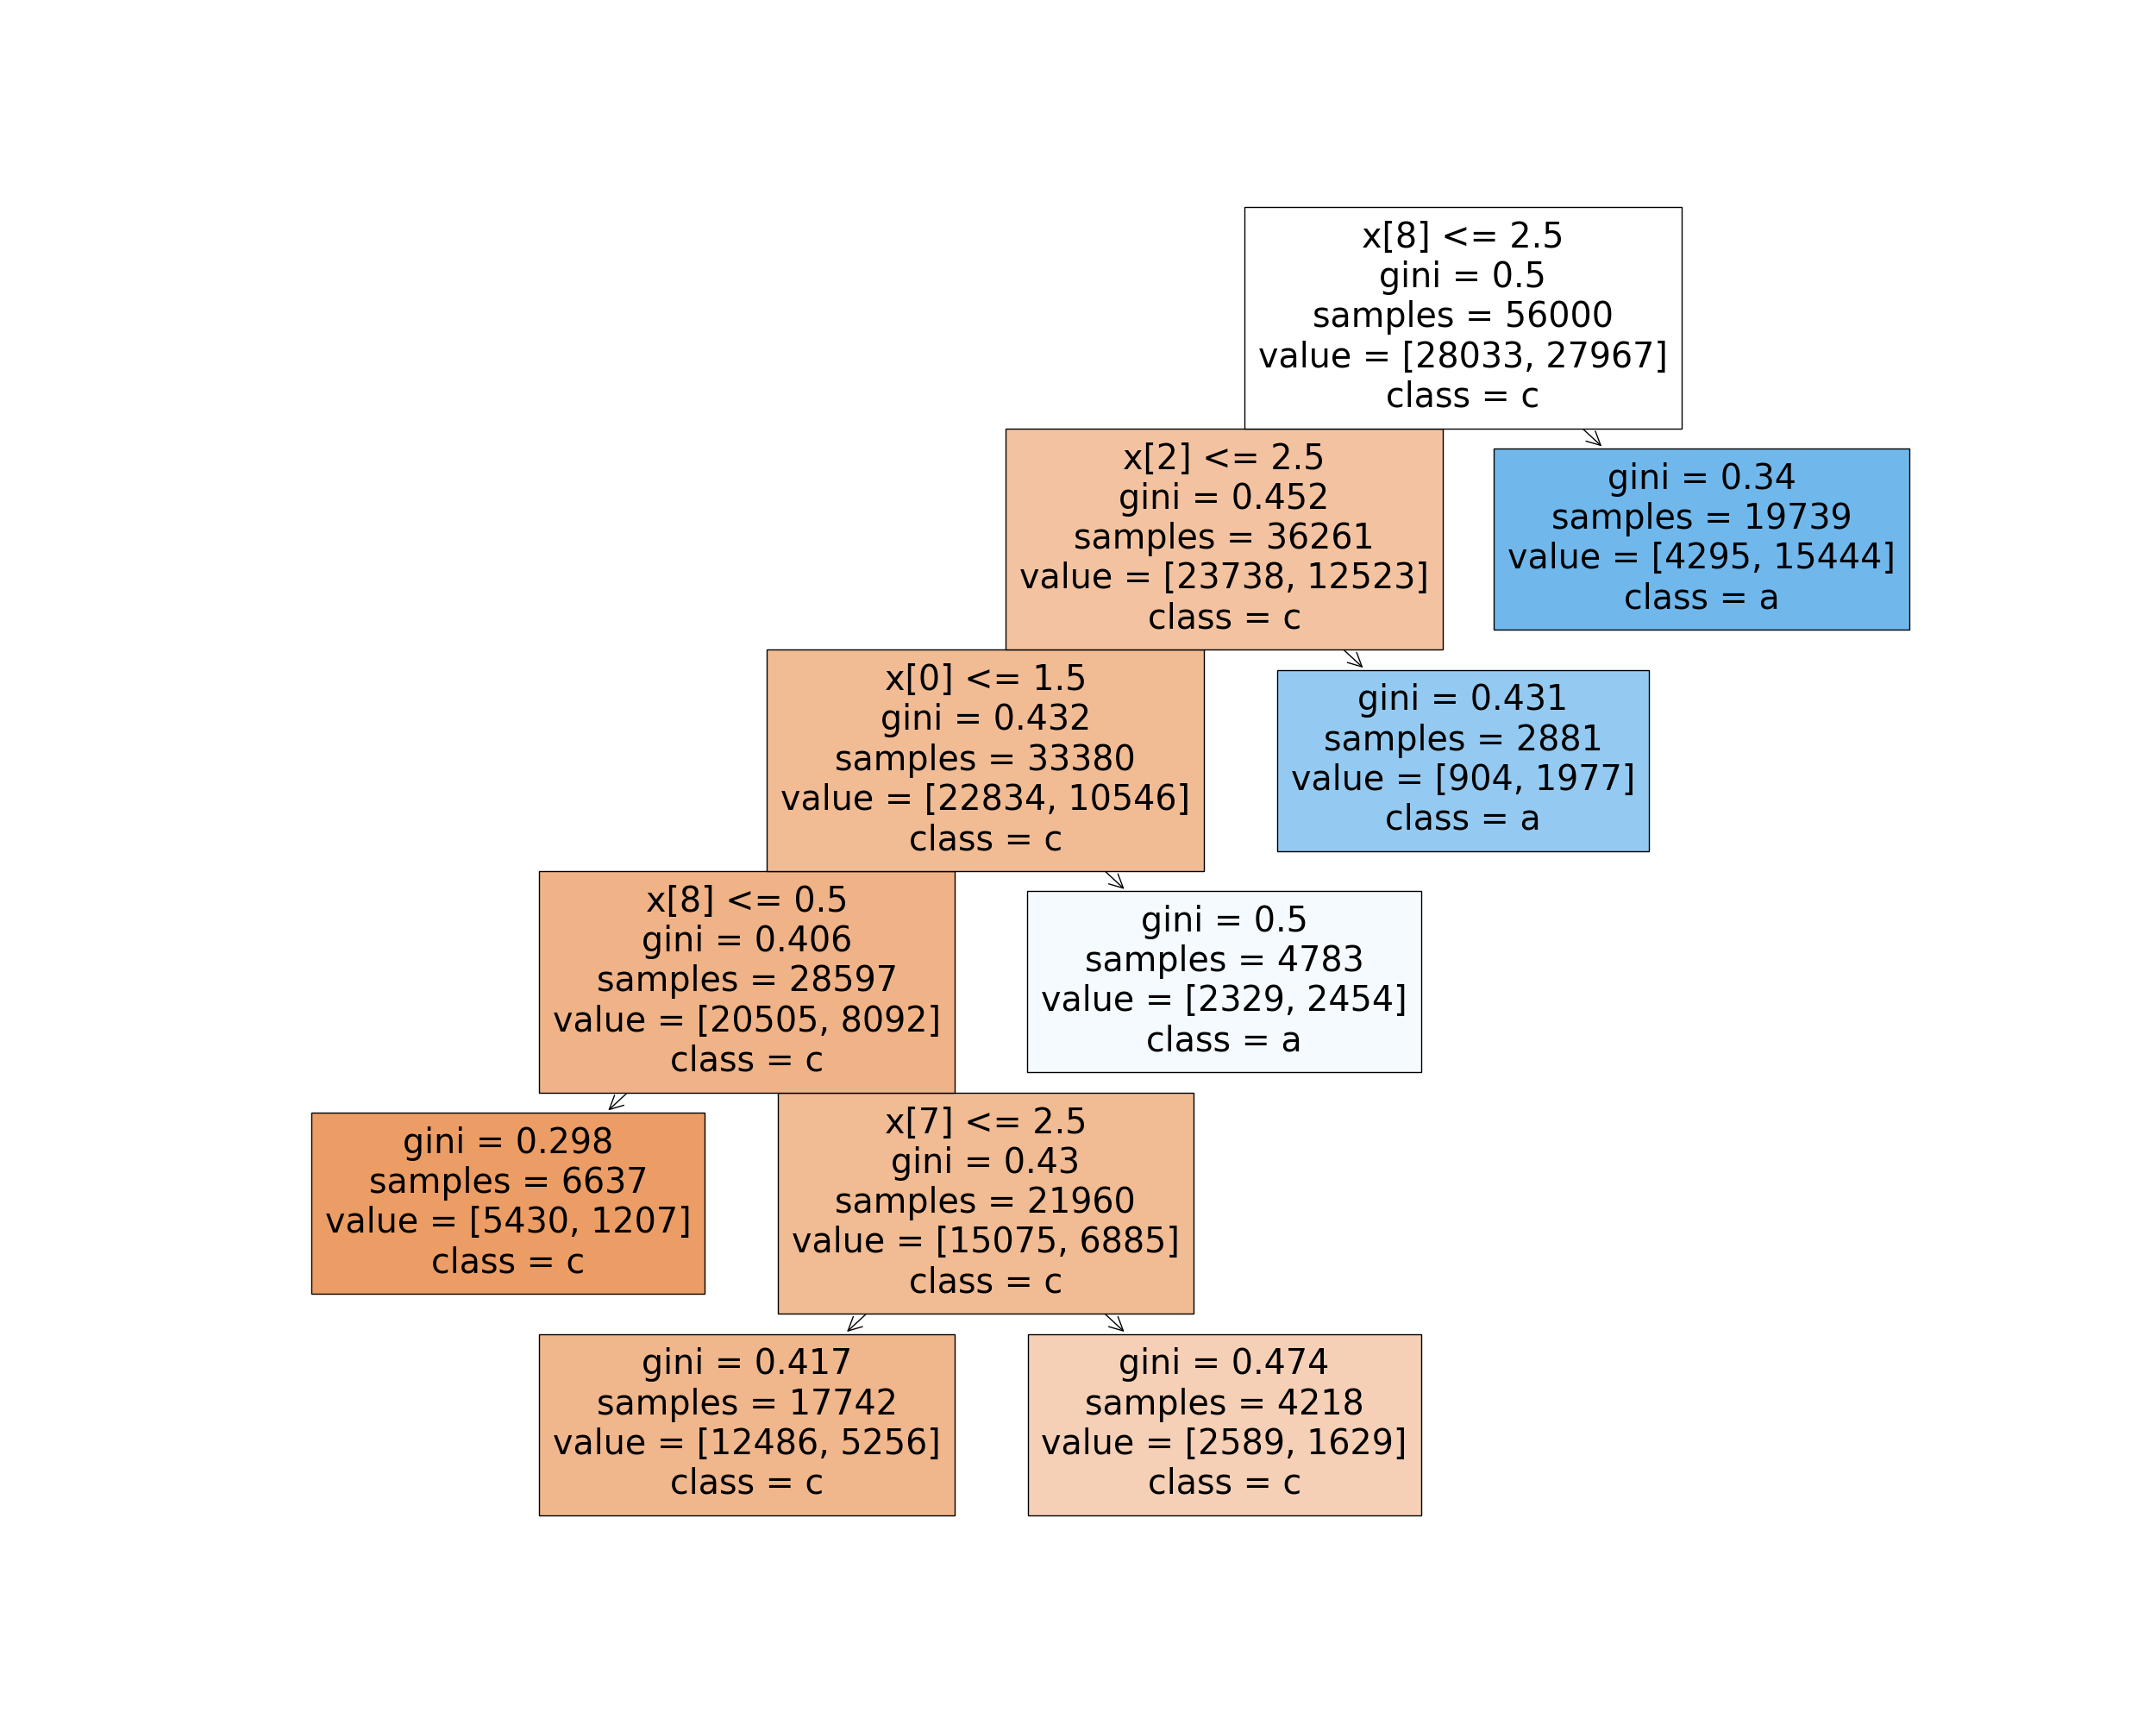 x[8] <= 2.5
gini = 0.5
samples = 56000
value = [28033, 27967]
class = c
x[2] <= 2.5
gini = 0.452
samples = 36261
value = [23738, 12523]
class = c
gini = 0.34
samples = 19739
value = [4295, 15444]
class = a
x[0] <= 1.5
gini = 0.432
samples = 33380
value = [22834, 10546]
class = c
gini = 0.431
samples = 2881
value = [904, 1977]
class = a
x[8] <= 0.5
gini = 0.406
samples = 28597
value = [20505, 8092]
class = c
gini = 0.5
samples = 4783
value = [2329, 2454]
class = a
gini = 0.298
samples = 6637
value = [5430, 1207]
class = c
x[7] <= 2.5
gini = 0.43
samples = 21960
value = [15075, 6885]
class = c
gini = 0.417
samples = 17742
value = [12486, 5256]
class = c
gini = 0.474
samples = 4218
value = [2589, 1629]
class = c